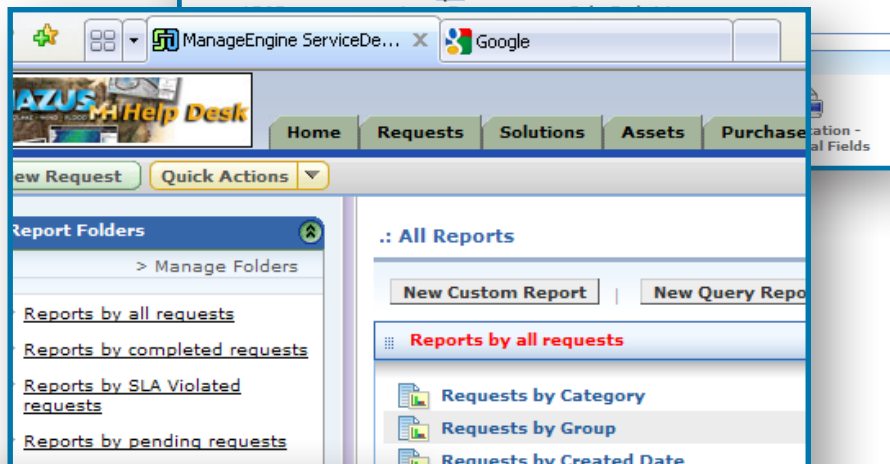 ManageEngine ServiceDe...
Google
AZUS MH Help Desk
Home Requests Solutions Assets Purchase
ation -
al Fields
ew Request Quick Actions
Report Folders
> Manage Folders
Reports by all requests
Reports by completed requests
Reports by SLA Violated
requests
Reports by pending requests
.: All Reports
New Custom Report | New Query Repo
Reports by all requests
Requests by Category
Requests by Group
Requests by Created Date